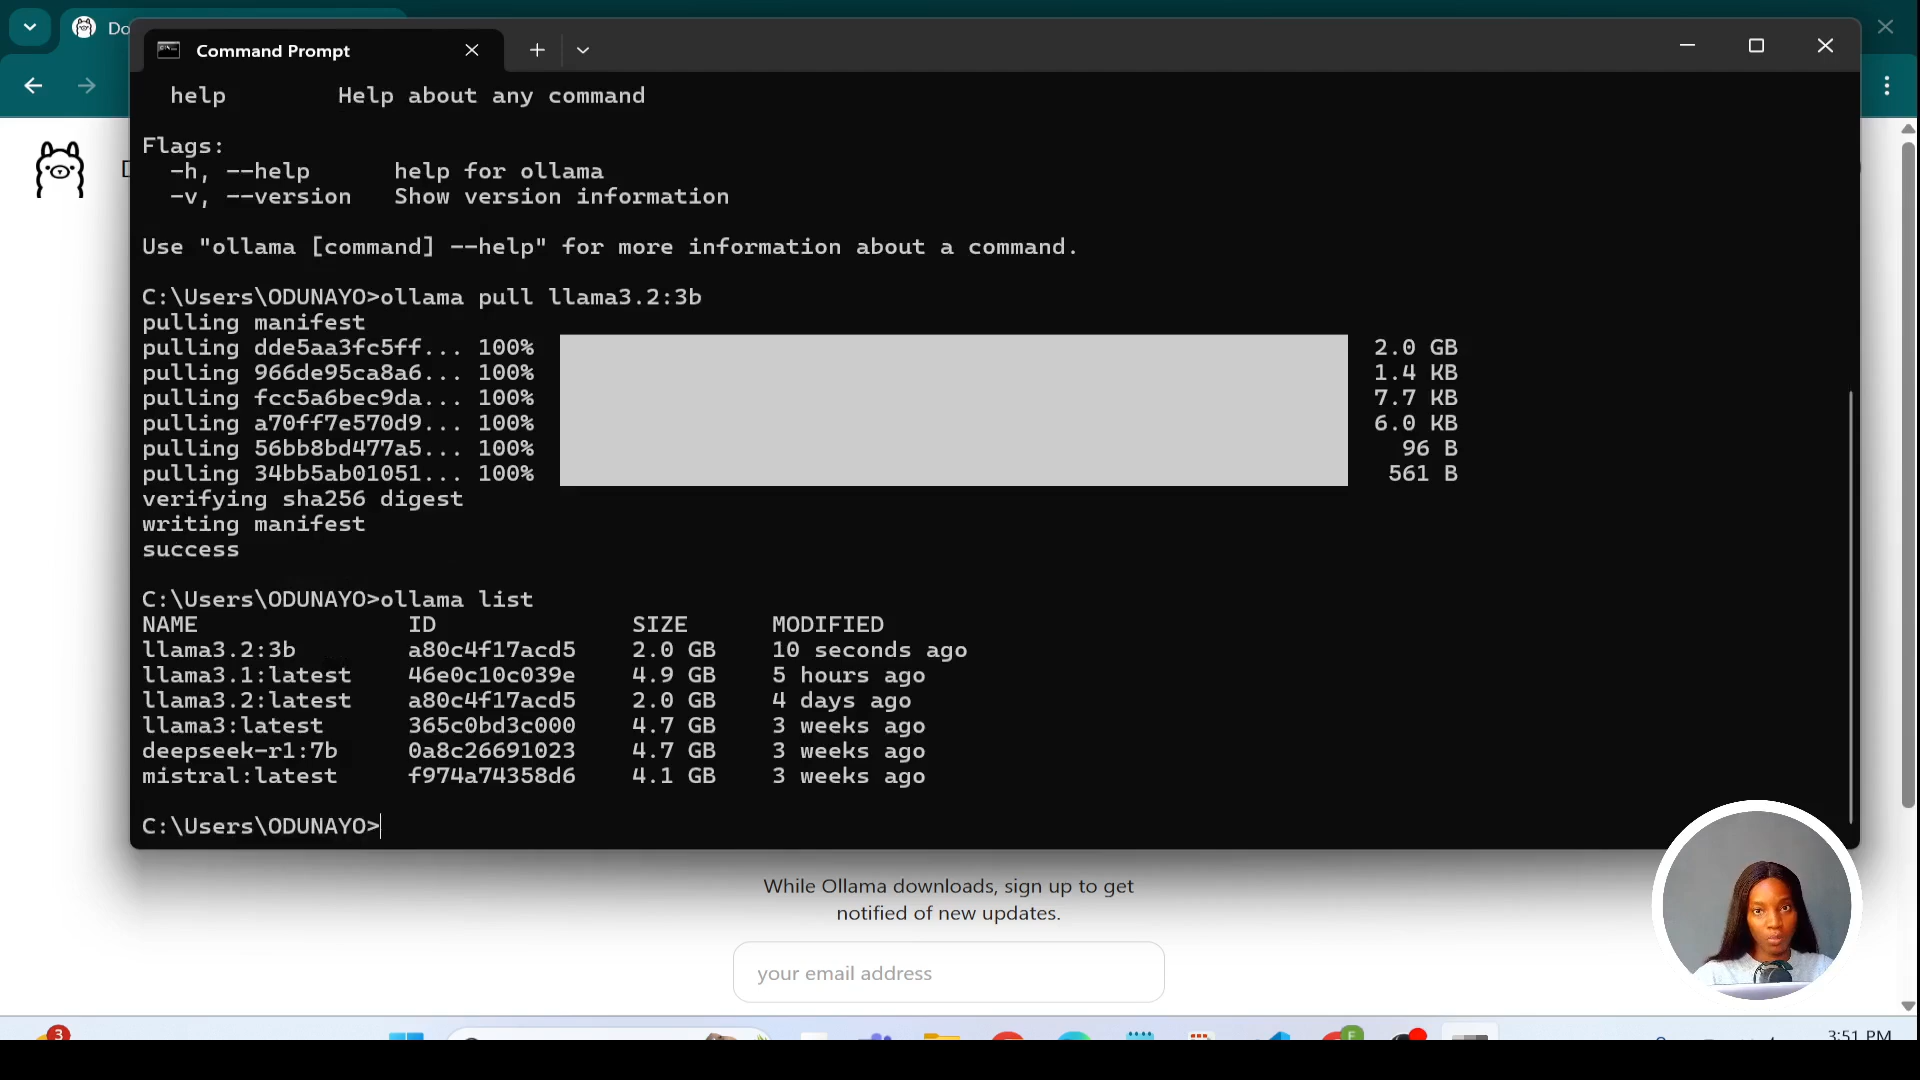 Do
Command Prompt
help Help about any command
Flags:
-h, --help help for ollama
-v, --version Show version information
Use "ollama [command] --help" for more information about a command.
C:\Users\ODUNAYO>ollama pull llama3.2:3b
pulling manifest
pulling dde5aa3fc5ff... 100% 2.0 GB
pulling 966de95ca8a6... 100% 1.4 KB
pulling fcc5a6bec9da... 100% 7.7 KB
pulling a70ff7e570d9... 100% 6.0 KB
pulling 56bb8bd477a5... 100% 96 B
pulling 34bb5ab01051... 100% 561 B
verifying sha256 digest
writing manifest
success
C:\Users\ODUNAYO>ollama list
NAME ID SIZE MODIFIED
llama3.2:3b a80c4f17acd5 2.0 GB 10 seconds ago
llama3.1:latest 46e0c10c039e 4.9 GB 5 hours ago
llama3.2:latest a80c4f17acd5 2.0 GB 4 days ago
llama3:latest 365c0bd3c000 4.7 GB 3 weeks ago
deepseek-r1:7b 0a8c26691023 4.7 GB 3 weeks ago
mistral:latest f974a74358d6 4.1 GB 3 weeks ago
C:\Users\ODUNAYO>
While Ollama downloads, sign up to get
notified of new updates.
your email address
3
E
3:51 PM